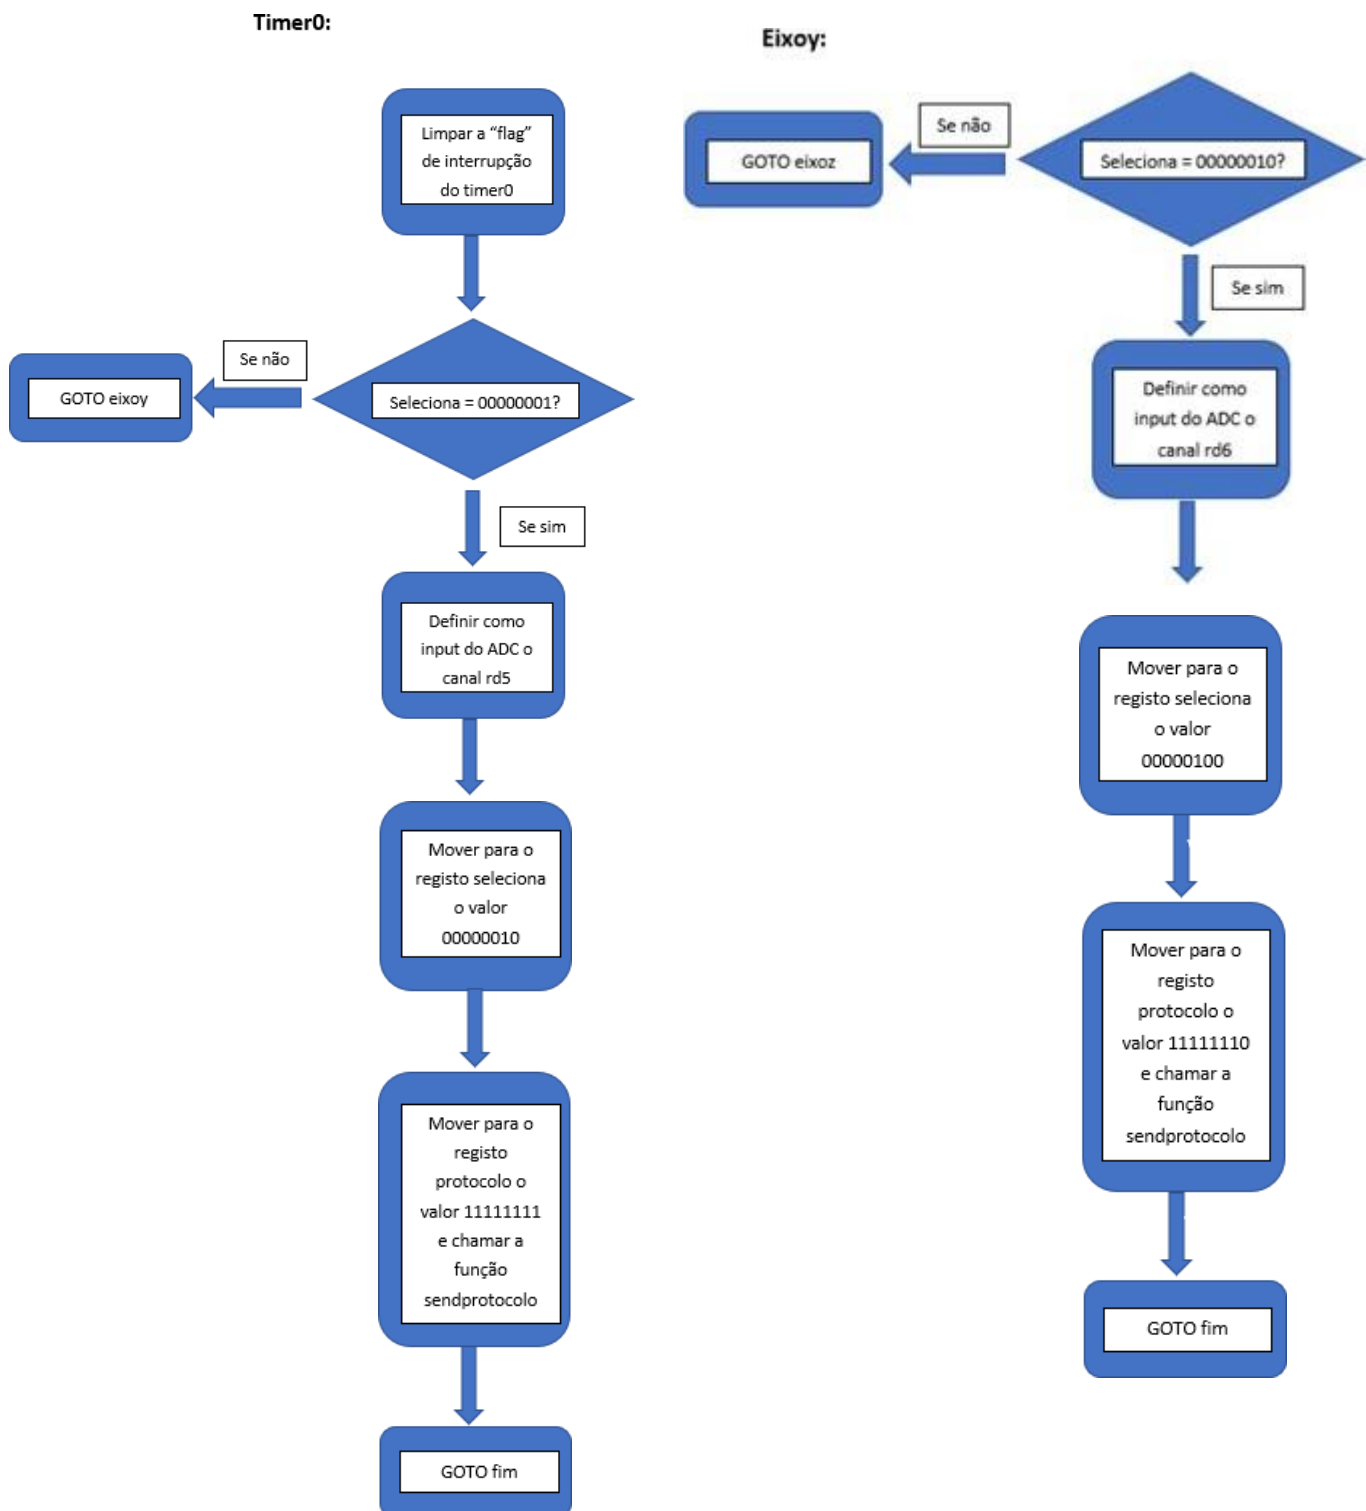 Timer0:
Limpar a “flag”
de interrupção
do timer0
Se não
GOTO eixoy
Seleciona = 00000001?
Se sim
Definir como
input do ADC o
canal rd5
Mover para o
registo seleciona
o valor
00000010
Mover para o
registo
protocolo o
valor 11111111
e chamar a
função
sendprotocolo
GOTO fim
Eixoy:
Se não
GOTO eixoz
Seleciona = 00000010?
Se sim
Definir como
input do ADC o
canal rd6
Mover para o
registo seleciona
o valor
00000100
Mover para o
registo
protocolo o
valor 11111110
e chamar a
função
sendprotocolo
GOTO fim